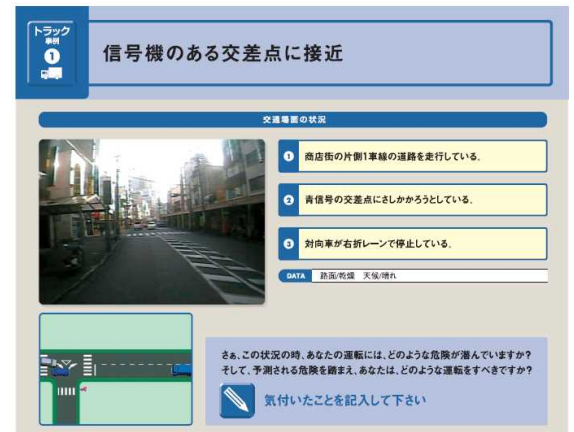 トラック
事例
1
信号機のある交差点に接近
交通場面の状況
1 商店街の片側1車線の道路を走行している.
2 青信号の交差点にさしかかろうとしている.
3 対向車が右折レーンで停止している.
DATA 路面/乾燥 天候/晴れ
さぁ、この状況の時、あなたの運転には、どのような危険が潜んでいますか?
そして、予測される危険を踏まえ、あなたは、どのような運転をすべきですか?
気付いたことを記入して下さい